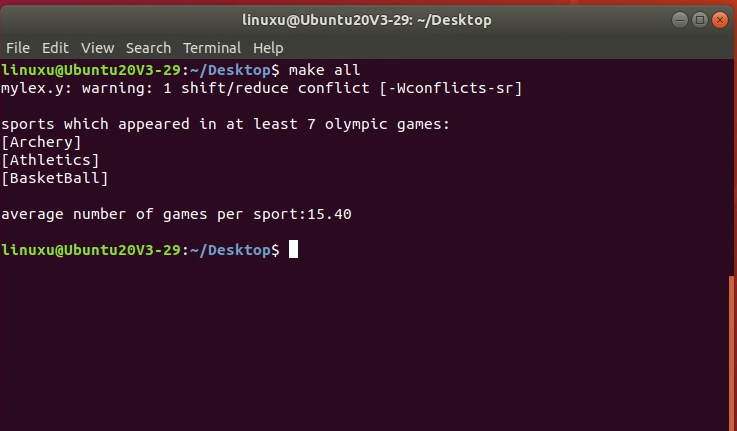 linuxu@Ubuntu20V3-29: ~/Desktop
File Edit View Search Terminal Help
linuxu@Ubuntu20V3-29:~/Desktop$ make all
mylex.y: warning: 1 shift/reduce conflict [-Wconflicts-sr]
sports which appeared in at least 7 olympic games:
[Archery]
[Athletics]
[BasketBall]
average number of games per sport:15.40
linuxu@Ubuntu20V3-29:~/Desktop$